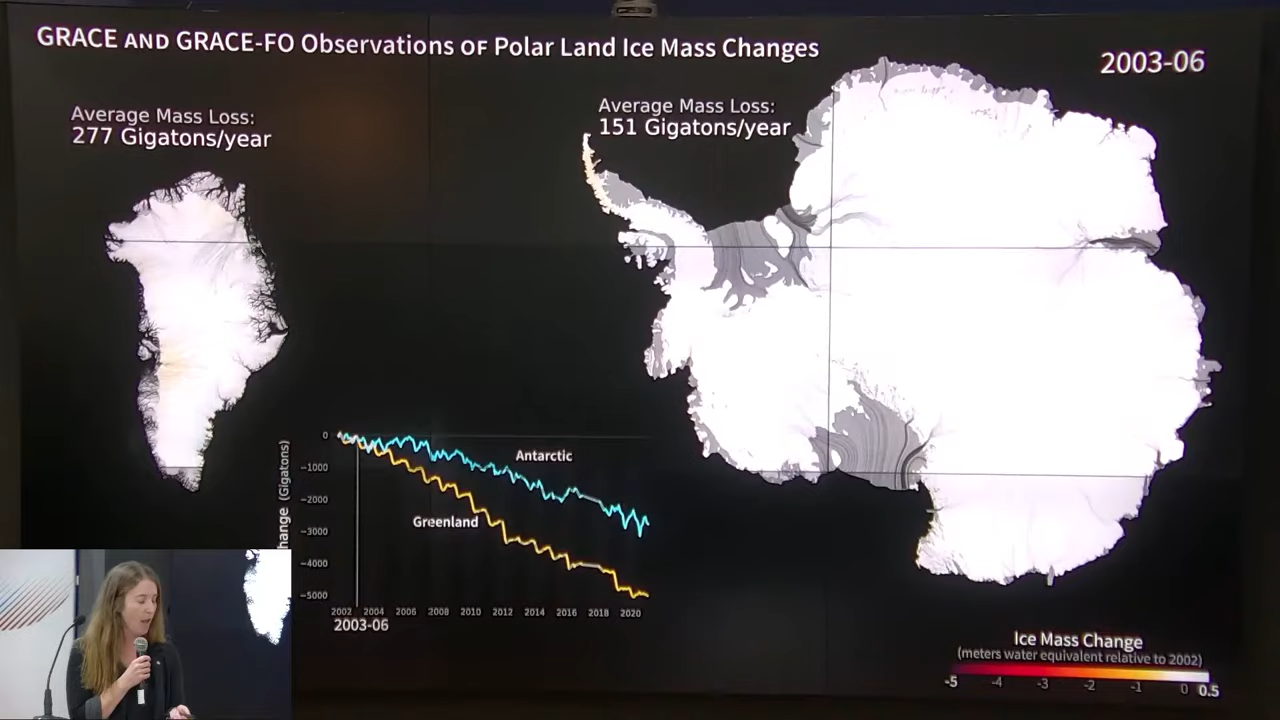 GRACE AND GRACE-FO Observations OF Polar Land Ice Mass Changes
2003-06
Average Mass Loss:
277 Gigatons/year
Average Mass Loss:
151 Gigatons/year
hange (Gigatons)
0
-1000
-2000
-3000
-4000
-5000
Antarctic
Greenland
2002 2004 2006 2008 2010 2012 2014 2016 2018 2020
2003-06
Ice Mass Change
(meters water equivalent relative to 2002)
-5 -4 -3 -2 -1 0 0.5